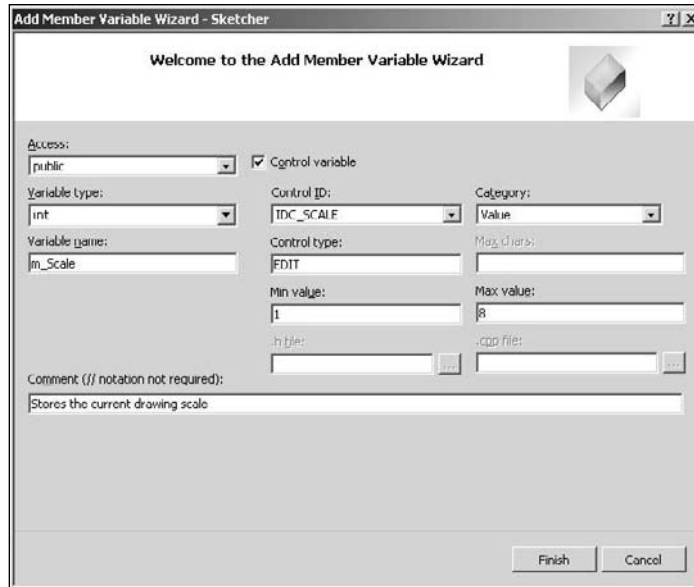 Add Member Variable Wizard - Sketcher
Welcome to the Add Member Variable Wizard
Access:
public
Control variable
Variable type:
int
Control ID:
IDC_SCALE
Category:
Value
Variable name:
m_Scale
Control type:
EDIT
Max chars:
Min value:
1
Max value:
8
.h file:
...
.cpp file:
...
Comment (// notation not required):
Stores the current drawing scale
Finish
Cancel